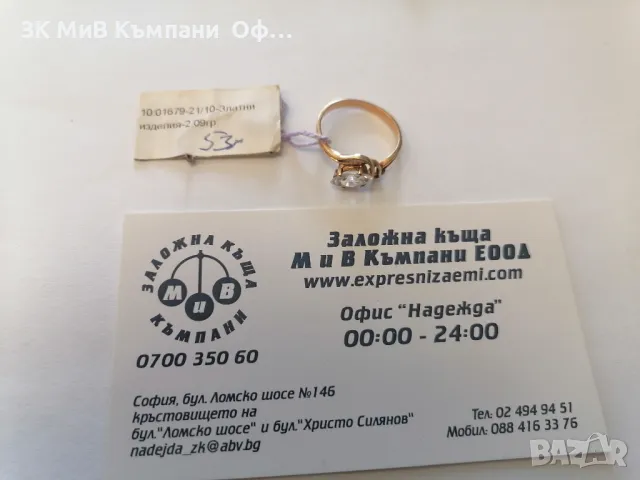 ЗК МиВ Къмпани Оф...
10.01679-21/10-Златни
изделия-2.09гр
53г
ЗАЛОЖНА КЪЩА
М и В
КЪМПАНИ
0700 350 60
Заложна къща
М и В Къмпани ЕООД
www.expresnizaemi.com
Офис "Надежда"
00:00 - 24:00
София, бул. Ломско шосе №146
кръстовището на
бул."Ломско шосе" и бул."Христо Силянов"
nadejda_zk@abv.bg
Тел: 02 494 94 51
Мобил: 088 416 33 76
bazar